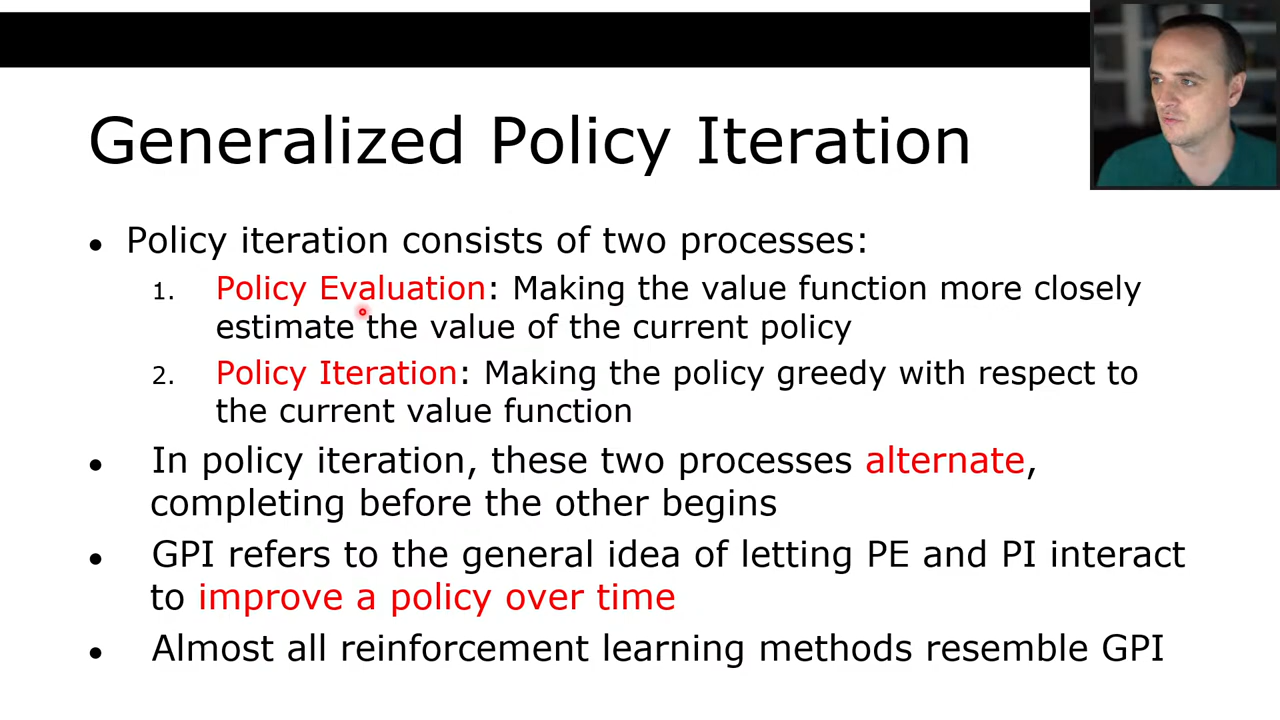 Generalized Policy Iteration
● Policy iteration consists of two processes:
1. Policy Evaluation: Making the value function more closely
estimate the value of the current policy
2. Policy Iteration: Making the policy greedy with respect to
the current value function
● In policy iteration, these two processes alternate,
completing before the other begins
● GPI refers to the general idea of letting PE and PI interact
to improve a policy over time
● Almost all reinforcement learning methods resemble GPI